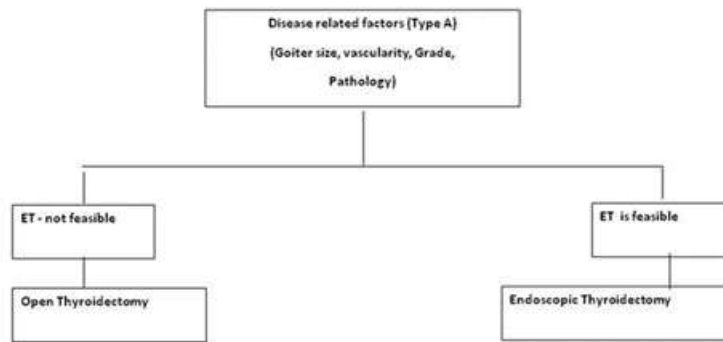 Disease related factors (Type A)
(Goiter size, vascularity, Grade,
Pathology)
ET - not feasible
ET is feasible
Open Thyroidectomy
Endoscopic Thyroidectomy